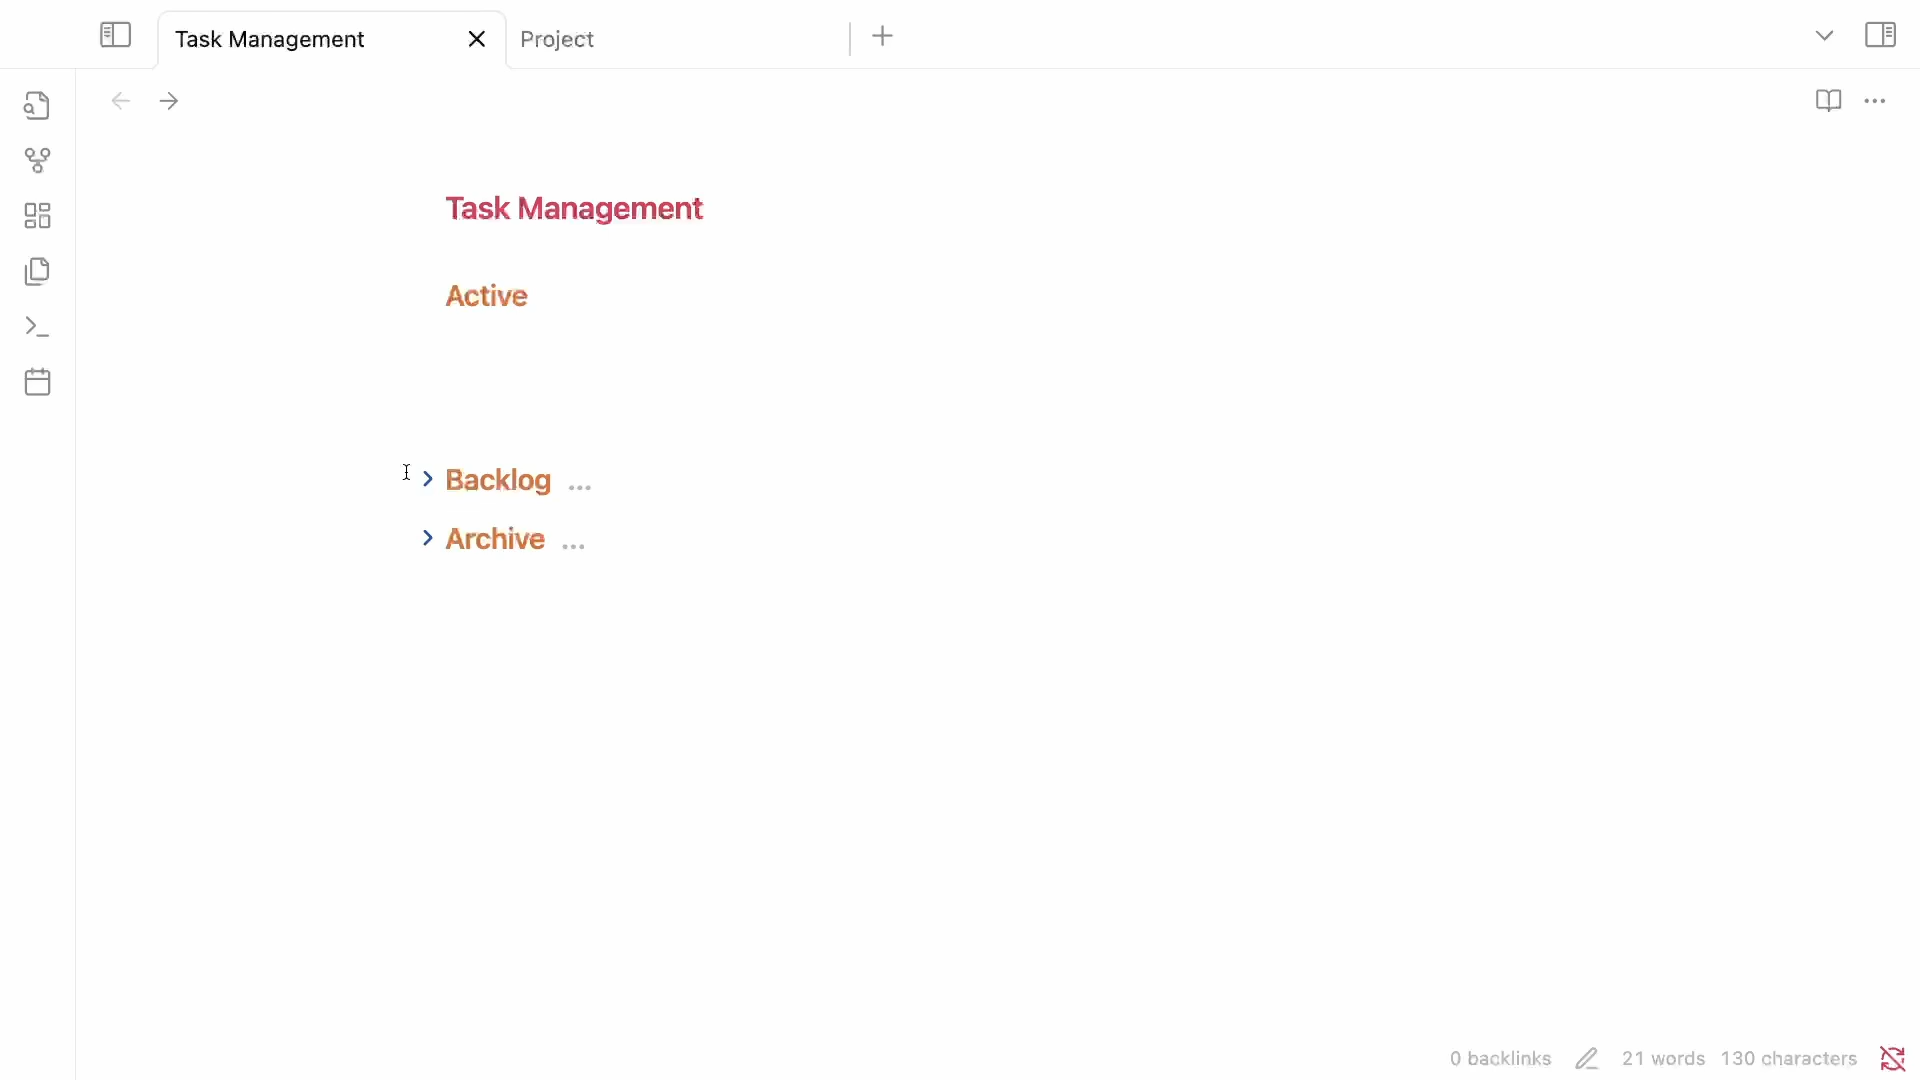 Task Management
Project
Task Management
Active
Backlog ...
Archive ...
0 backlinks 21 words 130 characters